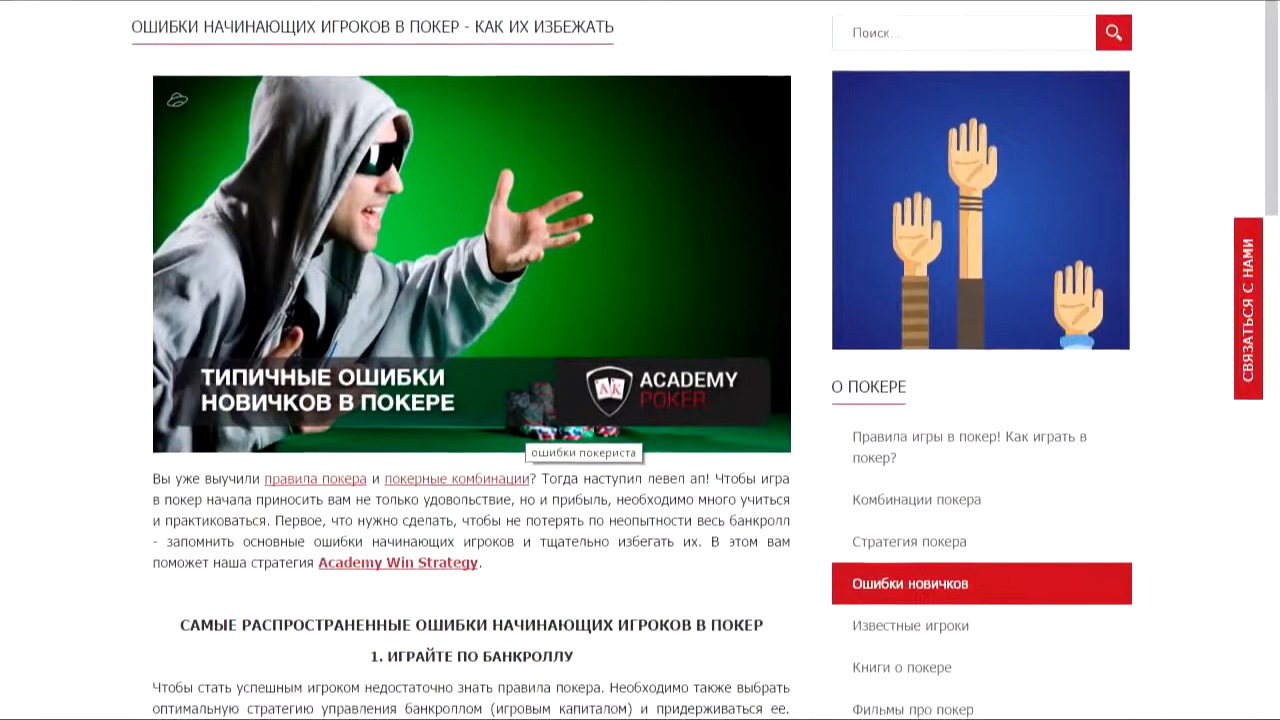 ОШИБКИ НАЧИНАЮЩИХ ИГРОКОВ В ПОКЕР - КАК ИХ ИЗБЕЖАТЬ
ТИПИЧНЫЕ ОШИБКИ
НОВИЧКОВ В ПОКЕРЕ
АК
ACADEMY
POKER
ошибки покериста
Вы уже выучили правила покера и покерные комбинации? Тогда наступил левел ап! Чтобы игра
в покер начала приносить вам не только удовольствие, но и прибыль, необходимо много учиться
и практиковаться. Первое, что нужно сделать, чтобы не потерять по неопытности весь банкролл
- запомнить основные ошибки начинающих игроков и тщательно избегать их. В этом вам
поможет наша стратегия Academy Win Strategy.
САМЫЕ РАСПРОСТРАНЕННЫЕ ОШИБКИ НАЧИНАЮЩИХ ИГРОКОВ В ПОКЕР
1. ИГРАЙТЕ ПО БАНКРОЛЛУ
Чтобы стать успешным игроком недостаточно знать правила покера. Необходимо также выбрать
оптимальную стратегию управления банкроллом (игровым капиталом) и придерживаться ее.
Поиск...
О ПОКЕРЕ
Правила игры в покер! Как играть в
покер?
Комбинации покера
Стратегия покера
Ошибки новичков
Известные игроки
Книги о покере
Фильмы про покер
СВЯЗАТЬСЯ С НАМИ